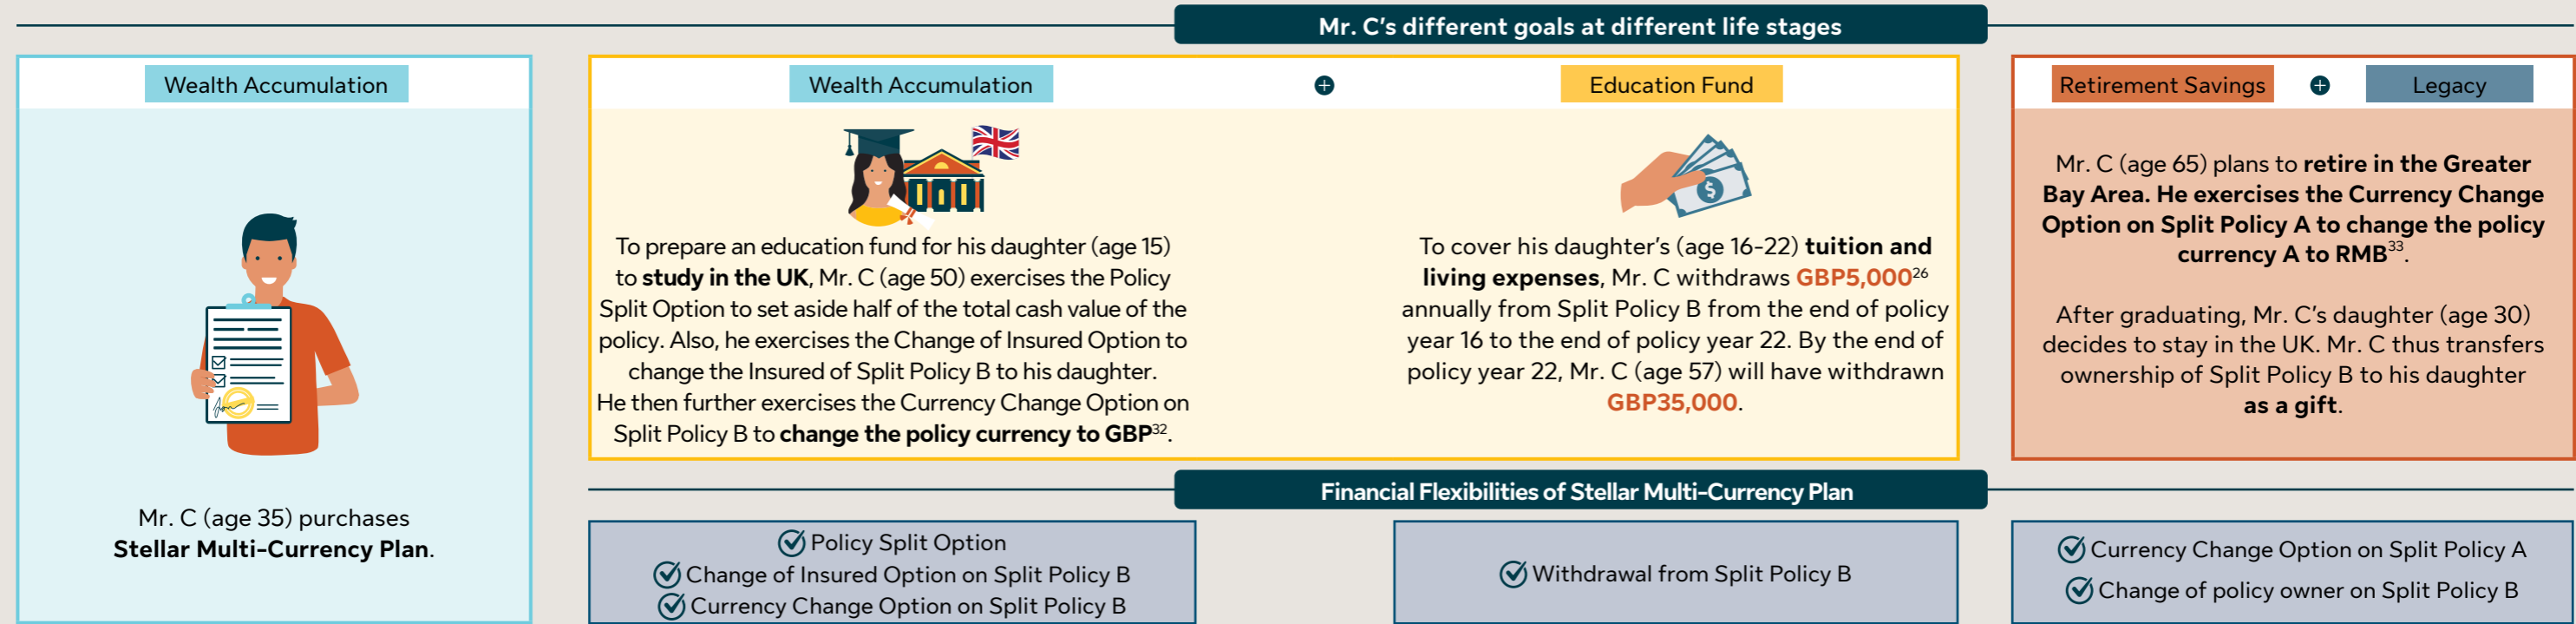 Mr. C's different goals at different life stages
Wealth Accumulation
Mr. C (age 35) purchases
Stellar Multi-Currency Plan.
Wealth Accumulation
Education Fund
To prepare an education fund for his daughter (age 15)
to study in the UK, Mr. C (age 50) exercises the Policy
Split Option to set aside half of the total cash value of the
policy. Also, he exercises the Change of Insured Option to
change the Insured of Split Policy B to his daughter.
He then further exercises the Currency Change Option on
Split Policy B to change the policy currency to GBP32.
To cover his daughter's (age 16-22) tuition and
living expenses, Mr. C withdraws GBP5,00026
annually from Split Policy B from the end of policy
year 16 to the end of policy year 22. By the end of
policy year 22, Mr. C (age 57) will have withdrawn
GBP35,000.
Retirement Savings
Legacy
Mr. C (age 65) plans to retire in the Greater
Bay Area. He exercises the Currency Change
Option on Split Policy A to change the policy
currency A to RMB33.
After graduating, Mr. C's daughter (age 30)
decides to stay in the UK. Mr. C thus transfers
ownership of Split Policy B to his daughter
as a gift.
Financial Flexibilities of Stellar Multi-Currency Plan
Policy Split Option
Change of Insured Option on Split Policy B
Currency Change Option on Split Policy B
Withdrawal from Split Policy B
Currency Change Option on Split Policy A
Change of policy owner on Split Policy B